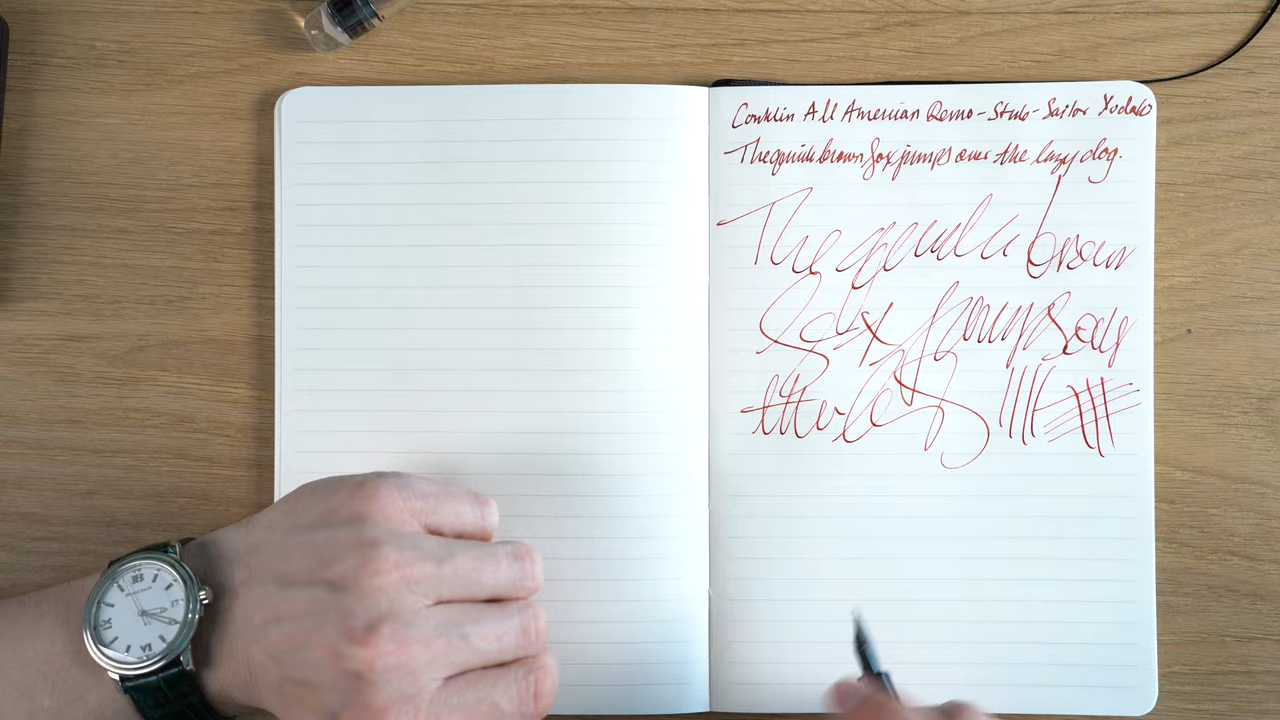 Conklin All American Demo - Stub - Sailor Yodaki
The quick brown fox jumps over the lazy dog.
The quick brown
fox jumps over
the lazy